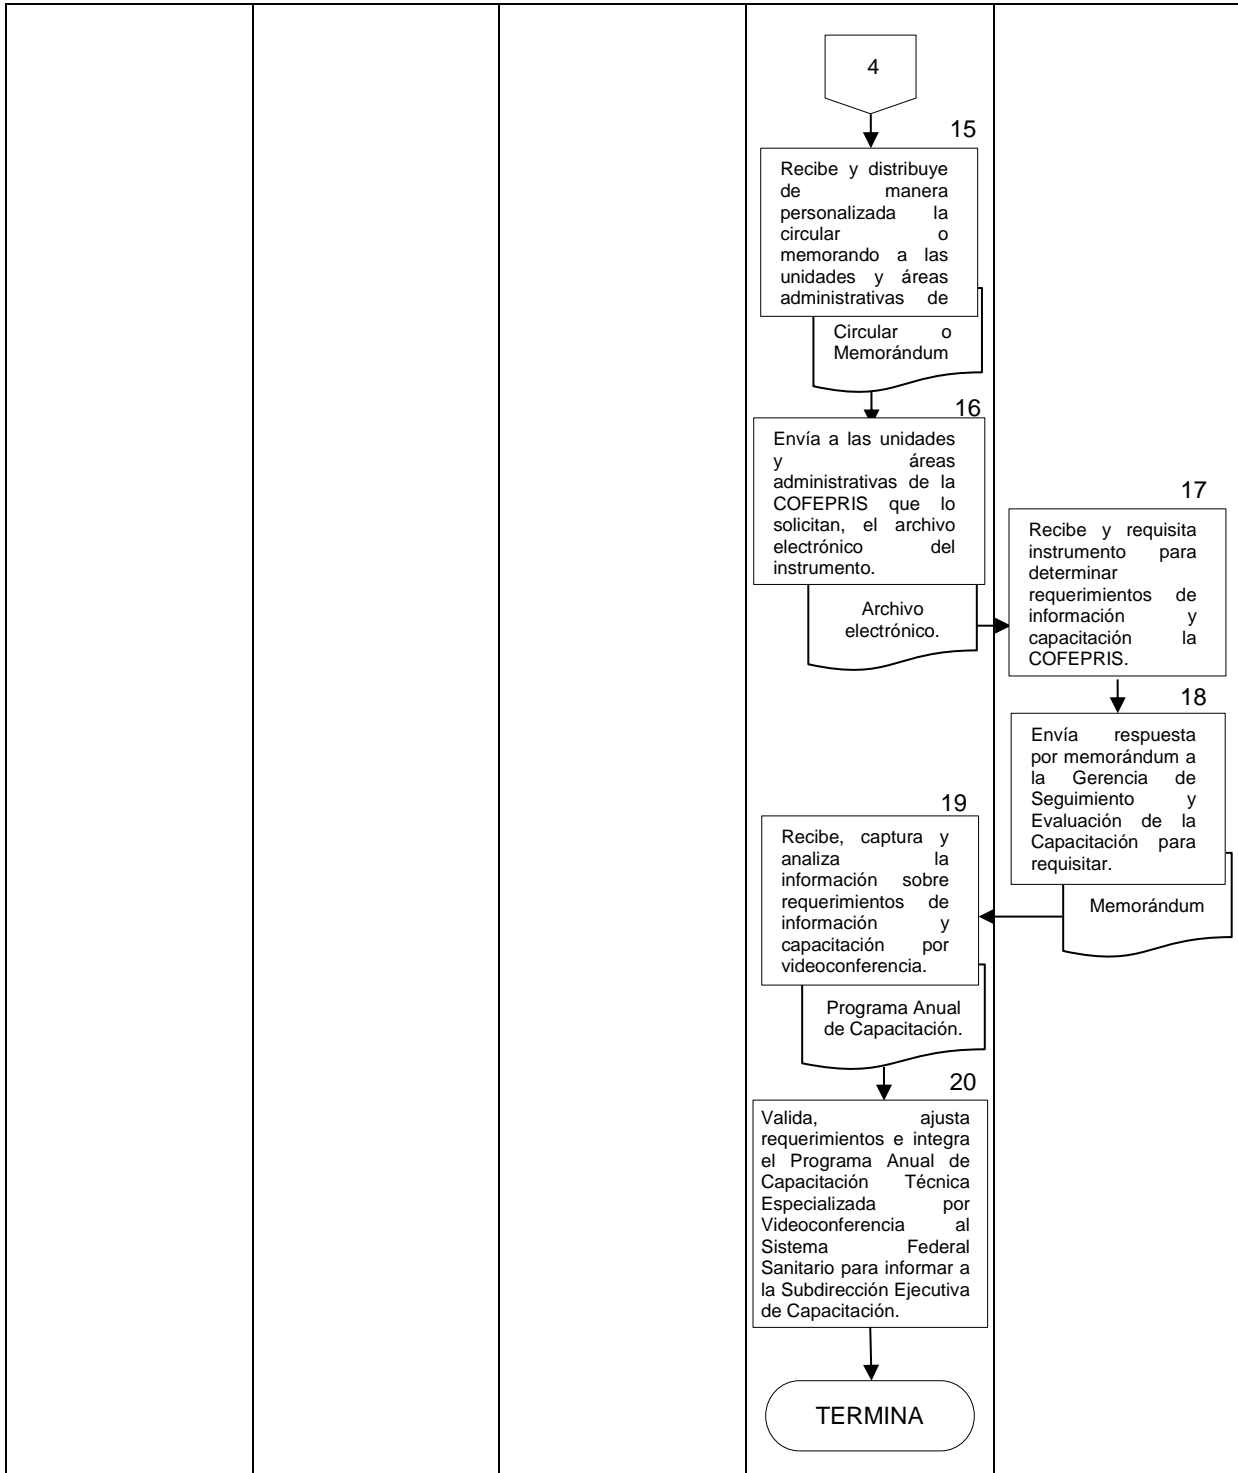 4
15
Recibe y distribuye
de manera
personalizada la
circular o
memorando a las
unidades y áreas
administrativas de
Circular o
Memorándum
16
Envía a las unidades
y áreas
administrativas de la
COFEPRIS que lo
solicitan, el archivo
electrónico del
instrumento.
Archivo
electrónico.
17
Recibe y requisita
instrumento para
determinar
requerimientos de
información y
capacitación la
COFEPRIS.
18
Envía respuesta
por memorándum a
la Gerencia de
Seguimiento y
Evaluación de la
Capacitación para
requisitar.
Memorándum
19
Recibe, captura y
analiza la
información sobre
requerimientos de
información y
capacitación por
videoconferencia.
Programa Anual
de Capacitación.
20
Valida, ajusta
requerimientos e integra
el Programa Anual de
Capacitación Técnica
Especializada por
Videoconferencia al
Sistema Federal
Sanitario para informar a
la Subdirección Ejecutiva
de Capacitación.
TERMINA